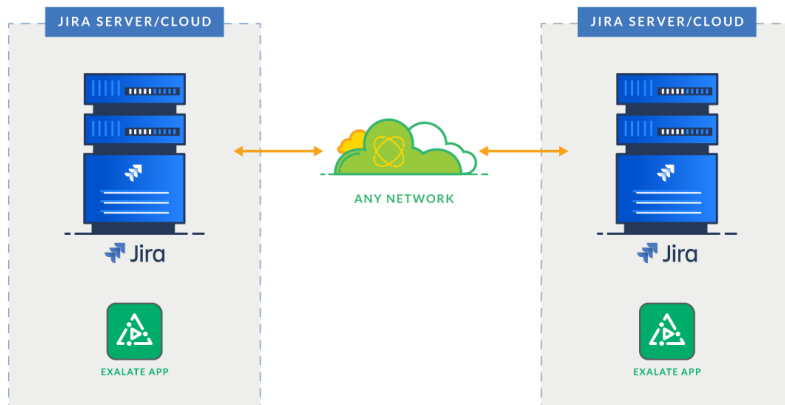 JIRA SERVER/CLOUD
JIRA SERVER/CLOUD
ANY NETWORK
Jira
Jira
EXALATE APP
EXALATE APP